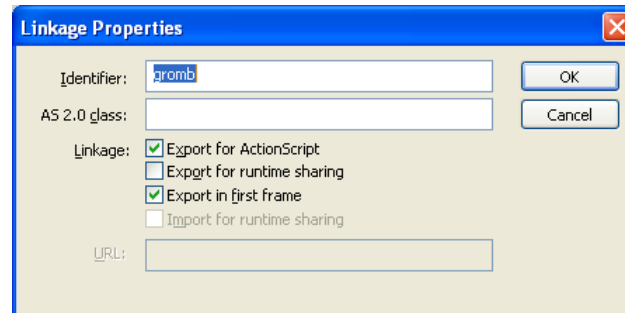 Linkage Properties
Identifier: gromb OK
AS 2.0 class: Cancel
Linkage: Export for ActionScript
Export for runtime sharing
Export in first frame
Import for runtime sharing
URL: